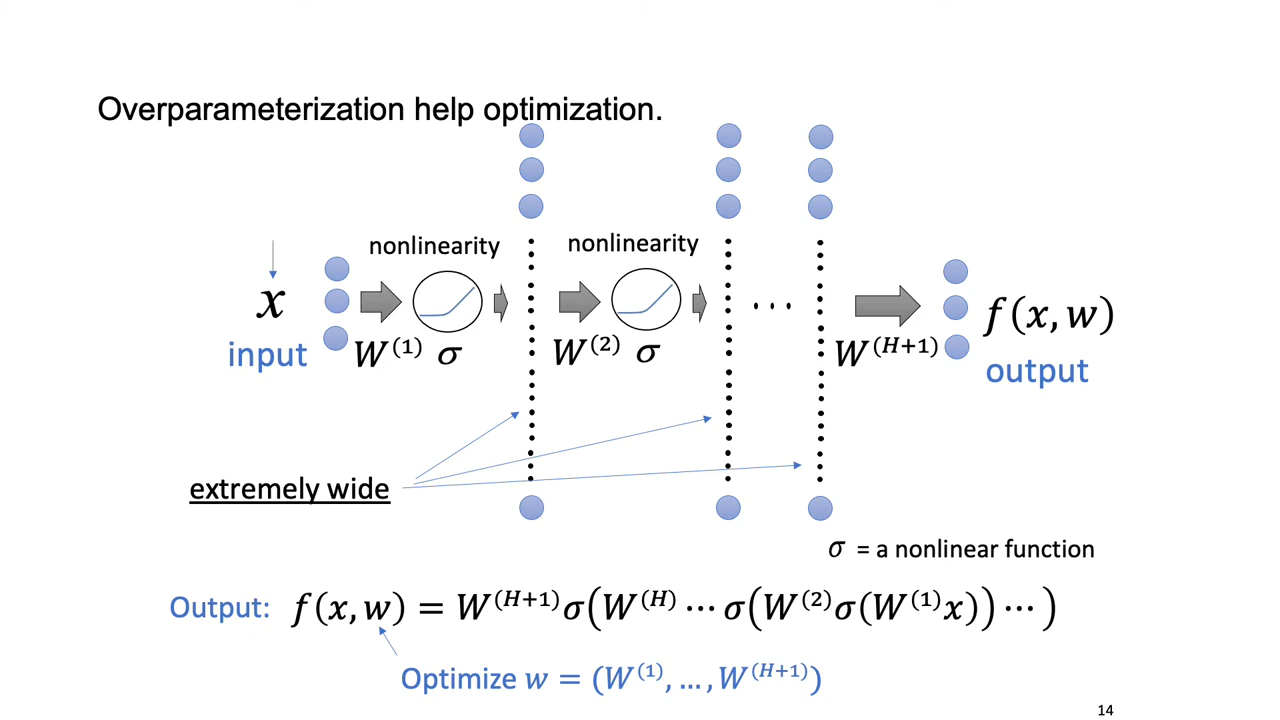 Overparameterization help optimization.
nonlinearity nonlinearity
x f(x, w)
input W^(1) σ W^(2) σ ⋯ W^(H+1) output
extremely wide
σ = a nonlinear function
Output: f(x, w) = W^(H+1)σ(W^(H) ⋯ σ(W^(2)σ(W^(1)x)) ⋯ )
Optimize w = (W^(1), … , W^(H+1))
14